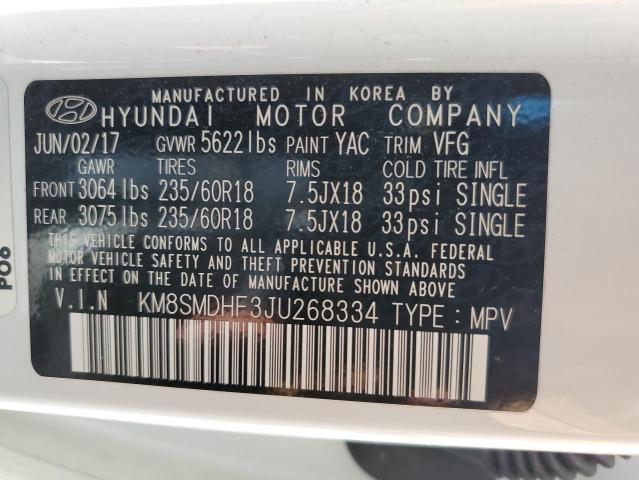 MANUFACTURED IN KOREA BY
HYUNDAI MOTOR COMPANY
JUN/02/17 GVWR 5622lbs PAINT YAC TRIM VFG
GAWR TIRES RIMS COLD TIRE INFL
FRONT 3064lbs 235/60R18 7.5JX18 33psi SINGLE
REAR 3075lbs 235/60R18 7.5JX18 33psi SINGLE
THIS VEHICLE CONFORMS TO ALL APPLICABLE U.S.A. FEDERAL
MOTOR VEHICLE SAFETY AND THEFT PREVENTION STANDARDS
IN EFFECT ON THE DATE OF MANUFACTURE SHOWN ABOVE
V.I.N KM8SMDHF3JU268334 TYPE : MPV
PO6